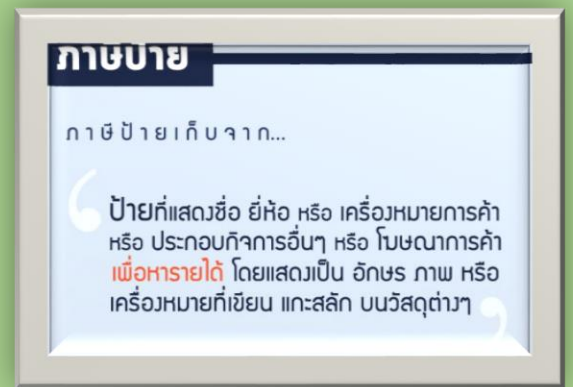 ภาษีป้าย
ภาษีป้ายเก็บจาก...
ป้ายที่แสดงชื่อ ยี่ห้อ หรือ เครื่องหมายการค้า
หรือ ประกอบกิจการอื่นๆ หรือ โฆษณาการค้า
เพื่อหารายได้ โดยแสดงเป็น อักษร ภาพ หรือ
เครื่องหมายที่เขียน แกะสลัก บนวัสดุต่างๆ